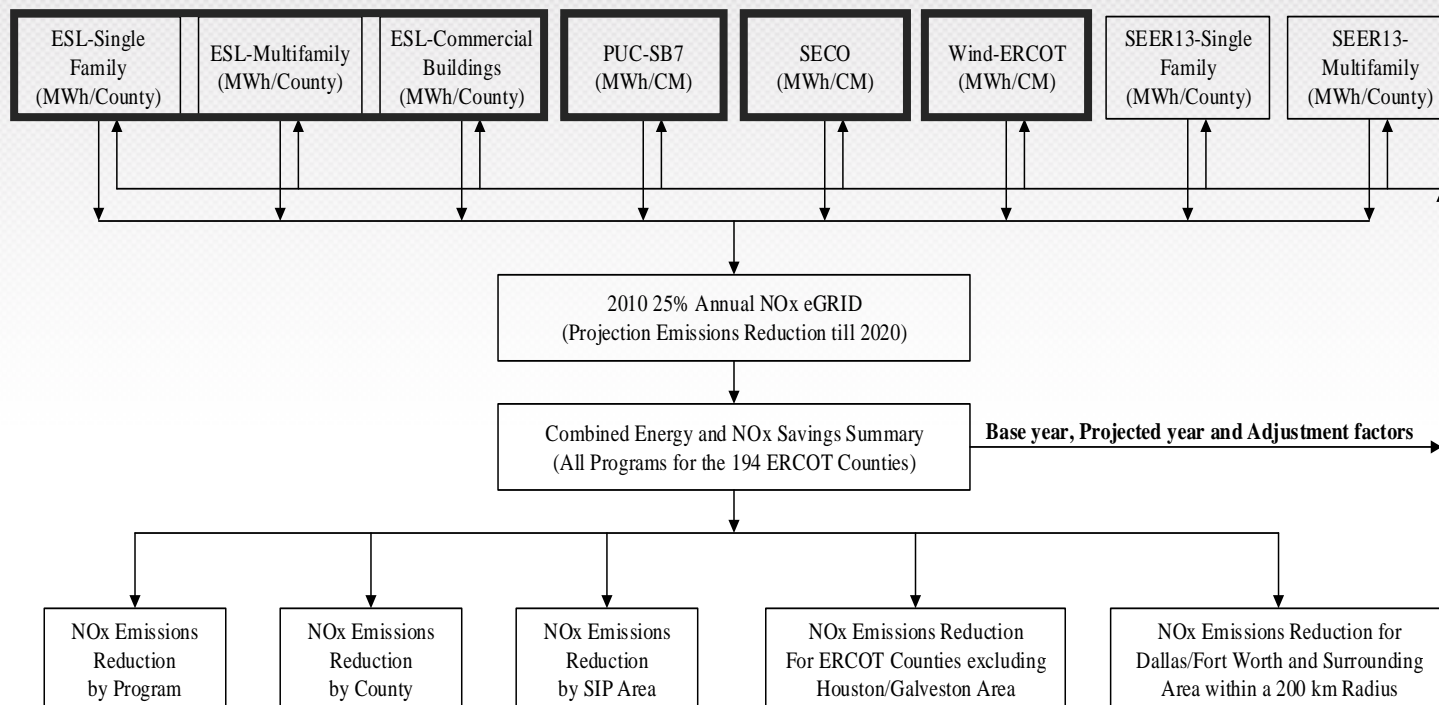 ESL-Single
Family
(MWh/County)
ESL-Multifamily
(MWh/County)
ESL-Commercial
Buildings
(MWh/County)
PUC-SB7
(MWh/CM)
SECO
(MWh/CM)
Wind-ERCOT
(MWh/CM)
SEER13-Single
Family
(MWh/County)
SEER13-
Multifamily
(MWh/County)
2010 25% Annual NOx eGRID
(Projection Emissions Reduction till 2020)
Combined Energy and NOx Savings Summary
(All Programs for the 194 ERCOT Counties)
Base year, Projected year and Adjustment factors
NOx Emissions
Reduction
by Program
NOx Emissions
Reduction
by County
NOx Emissions
Reduction
by SIP Area
NOx Emissions Reduction
For ERCOT Counties excluding
Houston/Galveston Area
NOx Emissions Reduction for
Dallas/Fort Worth and Surrounding
Area within a 200 km Radius